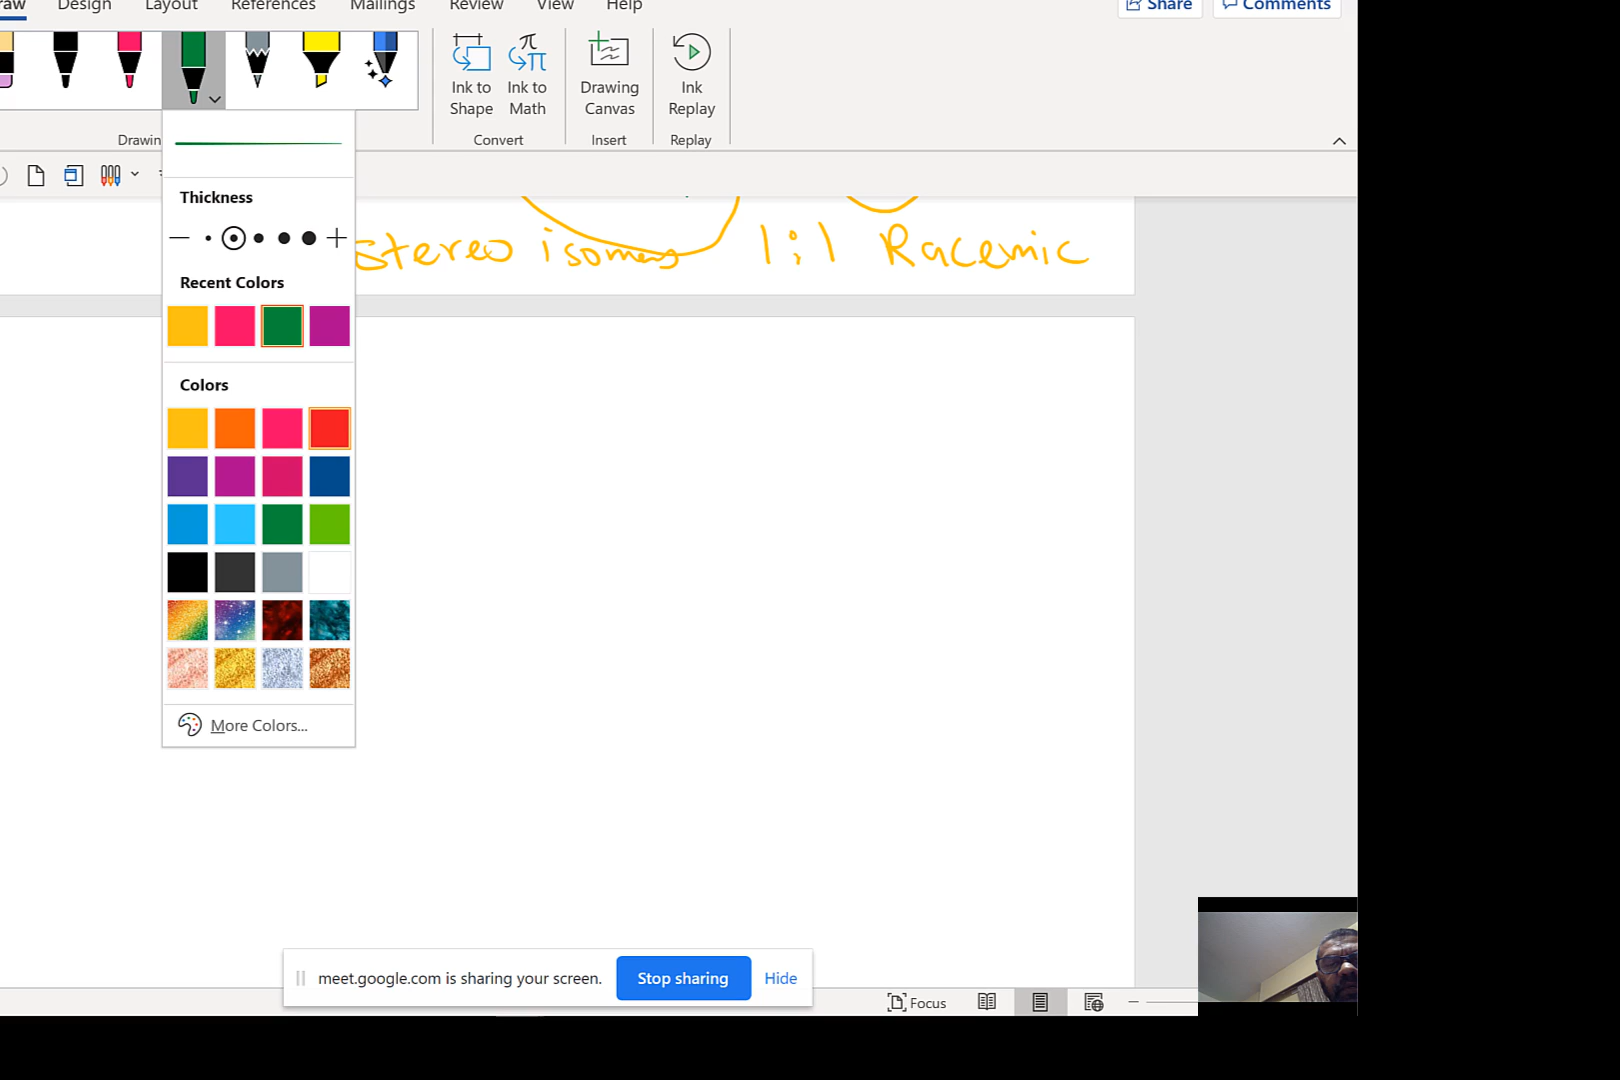 Design Layout References Mailings Review View Help Share Comments
Ink to Shape
Ink to Math
Drawing Canvas
Ink Replay
Convert Insert Replay
Thickness
Recent Colors
stereo isomers 1:1 Racemic
Colors
More Colors...
meet.google.com is sharing your screen. Stop sharing Hide
Focus